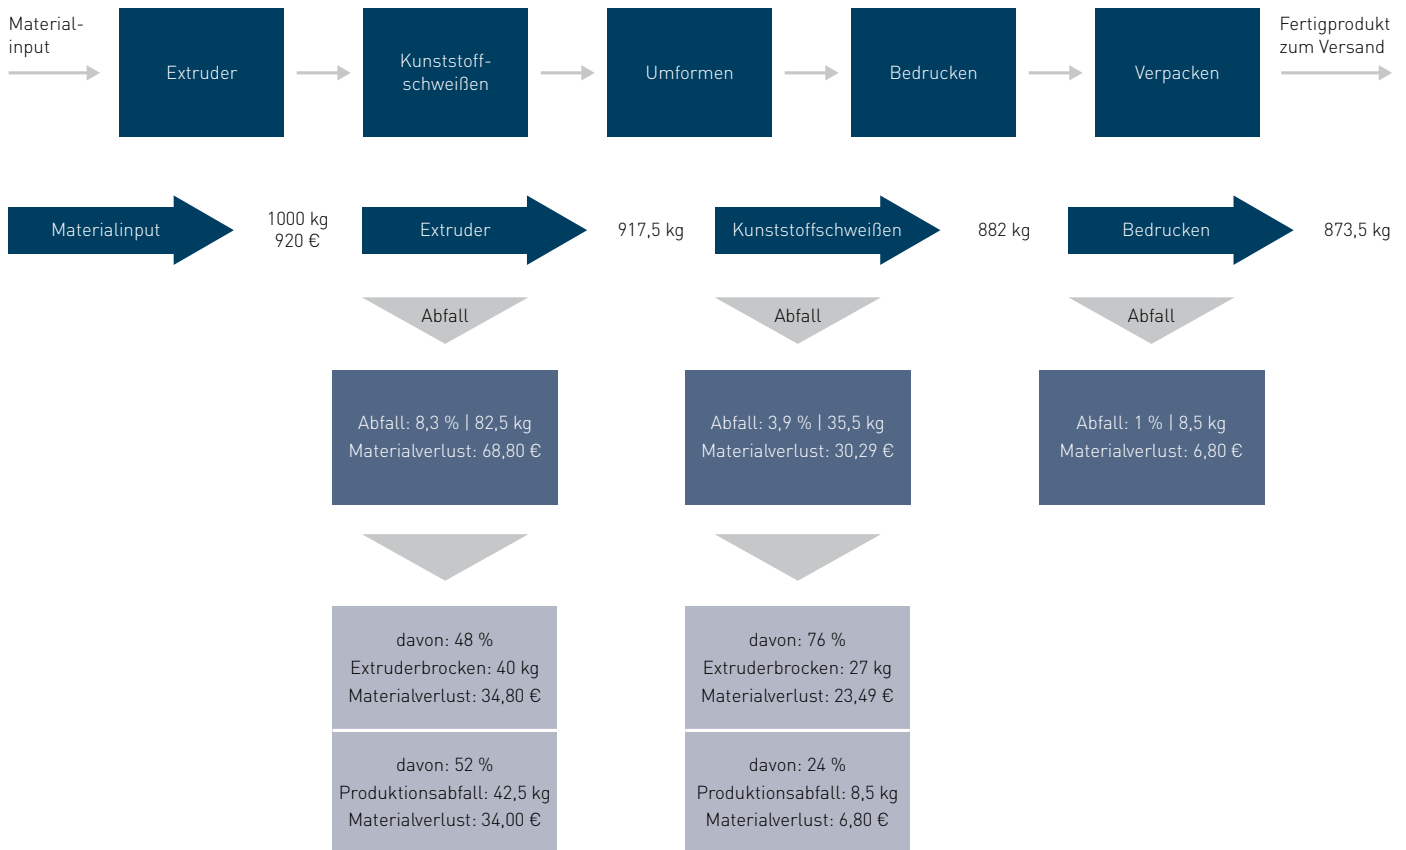 Material-
input
Extruder
Kunststoff-
schweißen
Umformen
Bedrucken
Verpacken
Fertigprodukt
zum Versand
Materialinput
1000 kg
920 €
Extruder
917,5 kg
Kunststoffschweißen
882 kg
Bedrucken
873,5 kg
Abfall
Abfall
Abfall
Abfall: 8,3 % | 82,5 kg
Materialverlust: 68,80 €
Abfall: 3,9 % | 35,5 kg
Materialverlust: 30,29 €
Abfall: 1 % | 8,5 kg
Materialverlust: 6,80 €
davon: 48 %
Extruderbrocken: 40 kg
Materialverlust: 34,80 €
davon: 76 %
Extruderbrocken: 27 kg
Materialverlust: 23,49 €
davon: 52 %
Produktionsabfall: 42,5 kg
Materialverlust: 34,00 €
davon: 24 %
Produktionsabfall: 8,5 kg
Materialverlust: 6,80 €